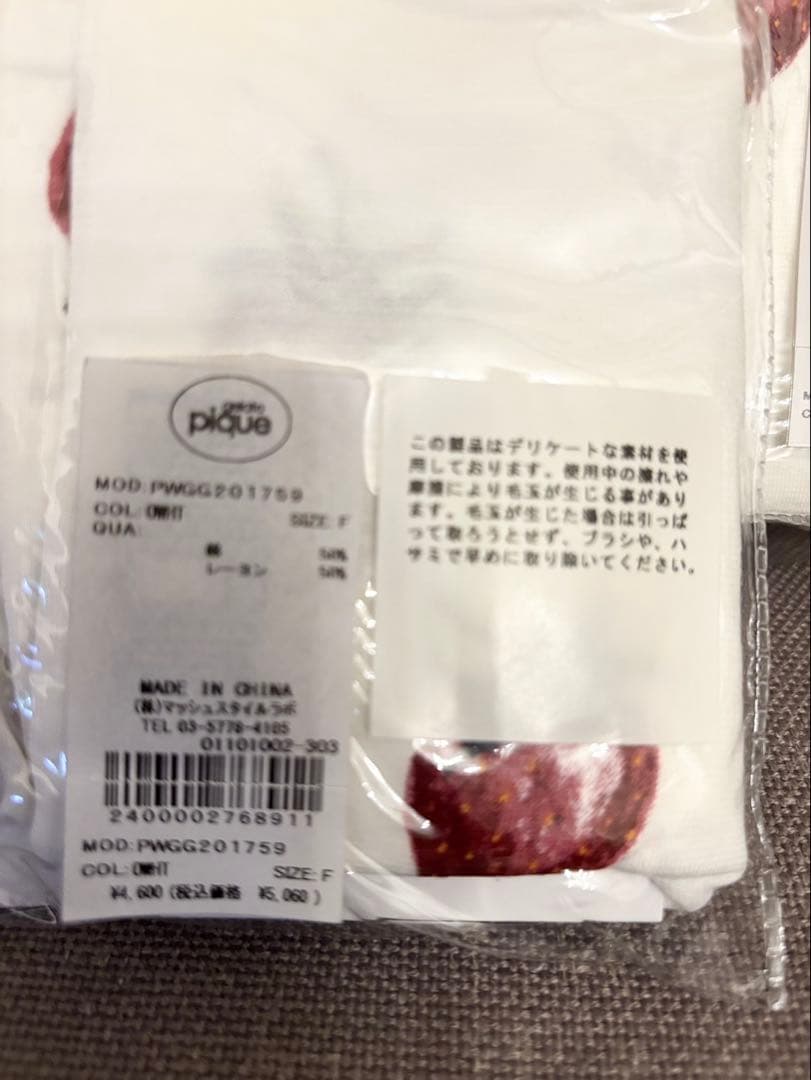 gelato
pique
MOD:PWGG201759
COL:OWHT SIZE:F
QUA:
綿 50%
レーヨン 50%
MADE IN CHINA
(株)マッシュスタイルラボ
TEL 03-5778-4185
01101002-303
2400002768911
MOD:PWGG201759
COL:OWHT SIZE:F
¥4,600(税込価格 ¥5,060)
この製品はデリケートな素材を使
用しております。使用中の擦れや
摩擦により毛玉が生じる事があり
ます。毛玉が生じた場合は引っぱ
って取ろうとせず、ブラシや、ハ
サミで早めに取り除いてください。